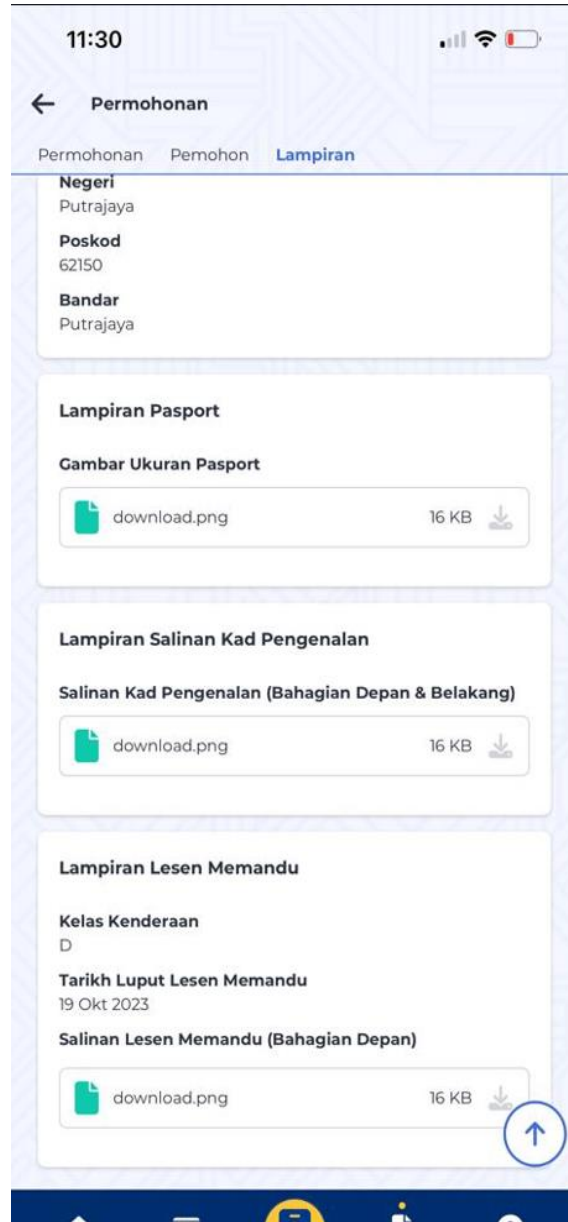 11:30
Permohonan
Permohonan Pemohon Lampiran
Negeri
Putrajaya
Poskod
62150
Bandar
Putrajaya
Lampiran Pasport
Gambar Ukuran Pasport
download.png 16 KB
Lampiran Salinan Kad Pengenalan
Salinan Kad Pengenalan (Bahagian Depan & Belakang)
download.png 16 KB
Lampiran Lesen Memandu
Kelas Kenderaan
D
Tarikh Luput Lesen Memandu
19 Okt 2023
Salinan Lesen Memandu (Bahagian Depan)
download.png 16 KB